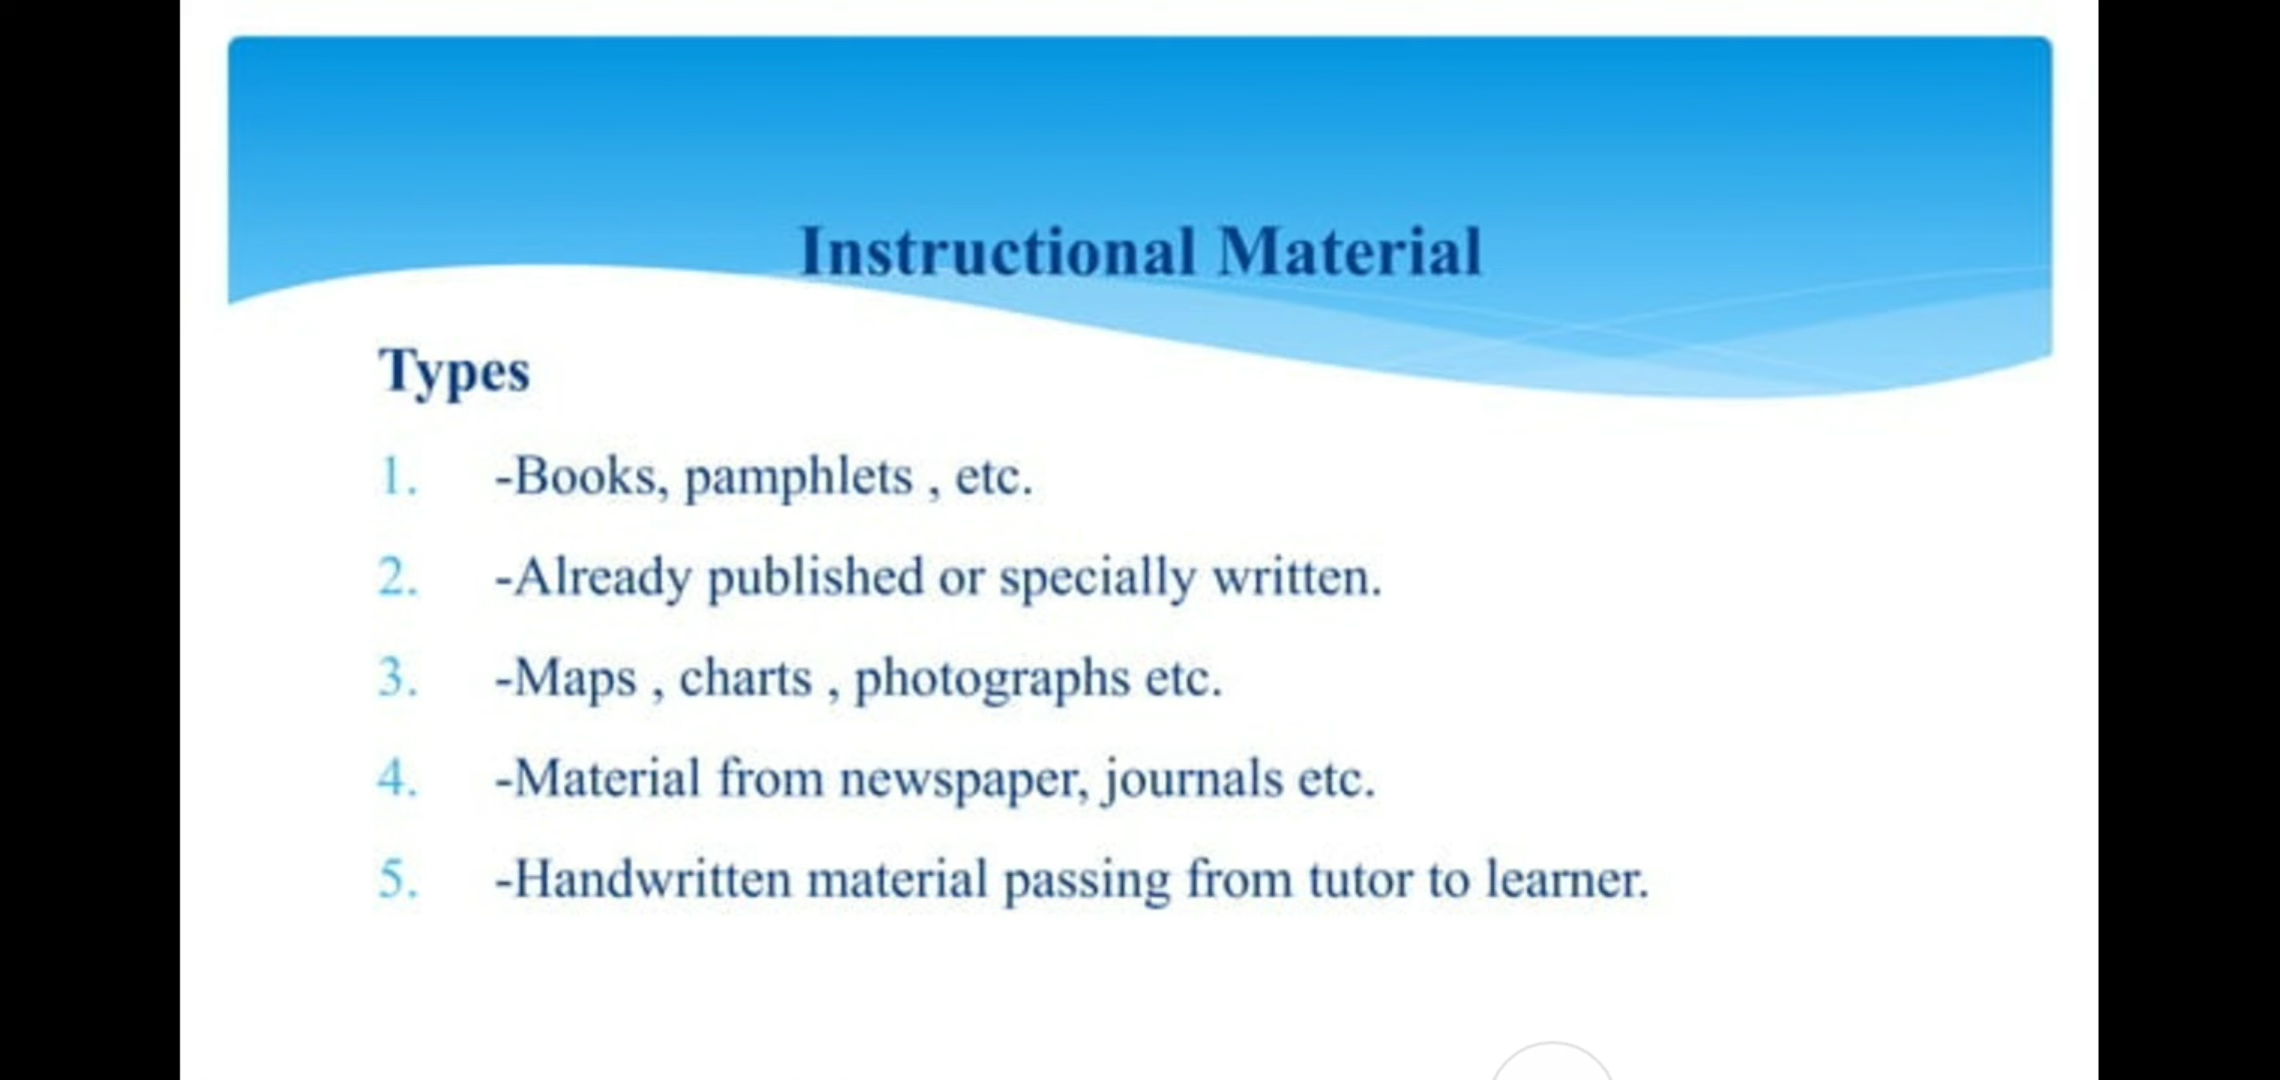 Instructional Material
Types
1. -Books, pamphlets , etc.
2. -Already published or specially written.
3. -Maps , charts , photographs etc.
4. -Material from newspaper, journals etc.
5. -Handwritten material passing from tutor to learner.